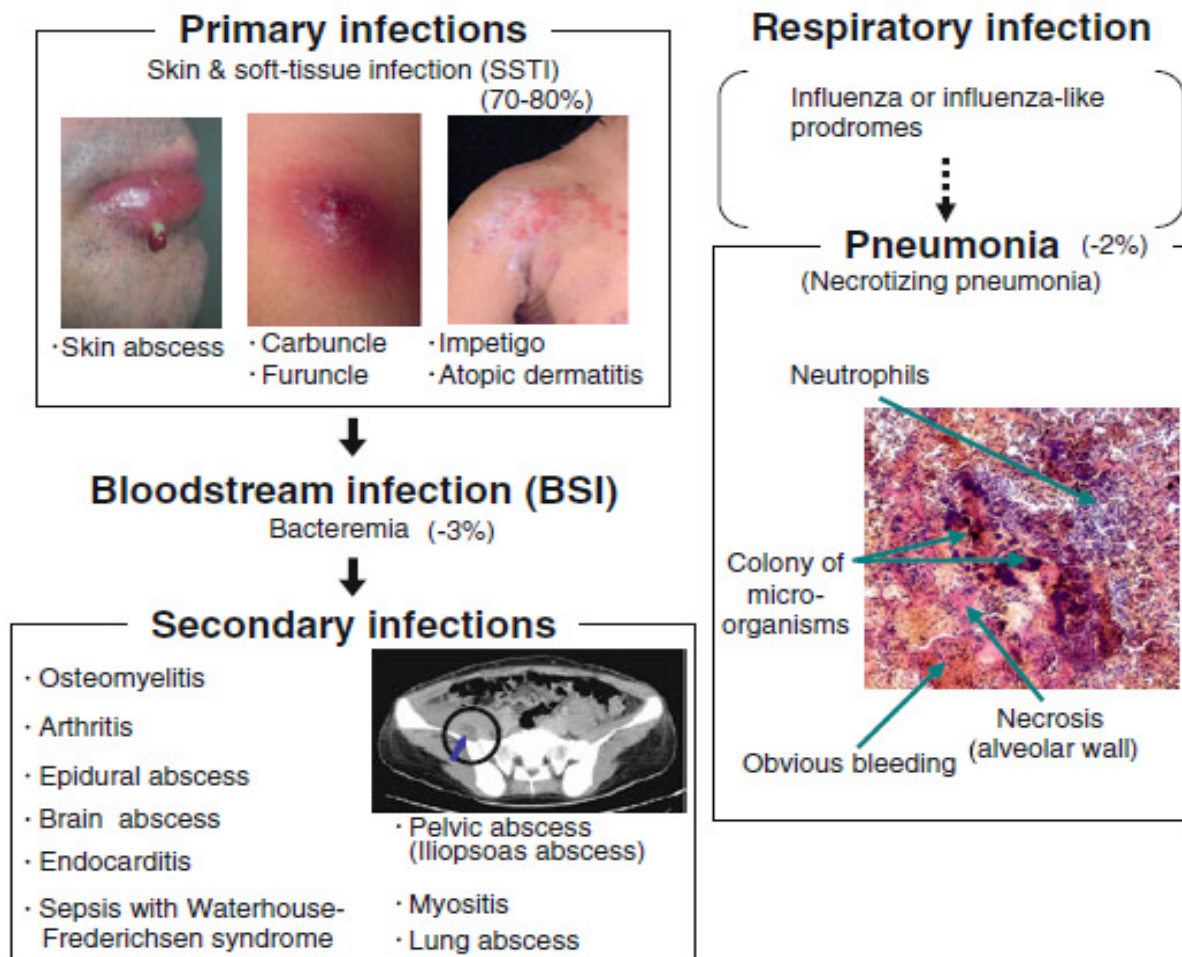 Primary infections
Skin & soft-tissue infection (SSTI)
(70-80%)
·Skin abscess
·Carbuncle
·Furuncle
·Impetigo
·Atopic dermatitis
Bloodstream infection (BSI)
Bacteremia (-3%)
Secondary infections
·Osteomyelitis
·Arthritis
·Epidural abscess
·Brain abscess
·Endocarditis
·Sepsis with Waterhouse-
Frederichsen syndrome
·Pelvic abscess
(Iliopsoas abscess)
·Myositis
·Lung abscess
Respiratory infection
Influenza or influenza-like
prodromes
Pneumonia (-2%)
(Necrotizing pneumonia)
Neutrophils
Colony of
micro-
organisms
Necrosis
(alveolar wall)
Obvious bleeding